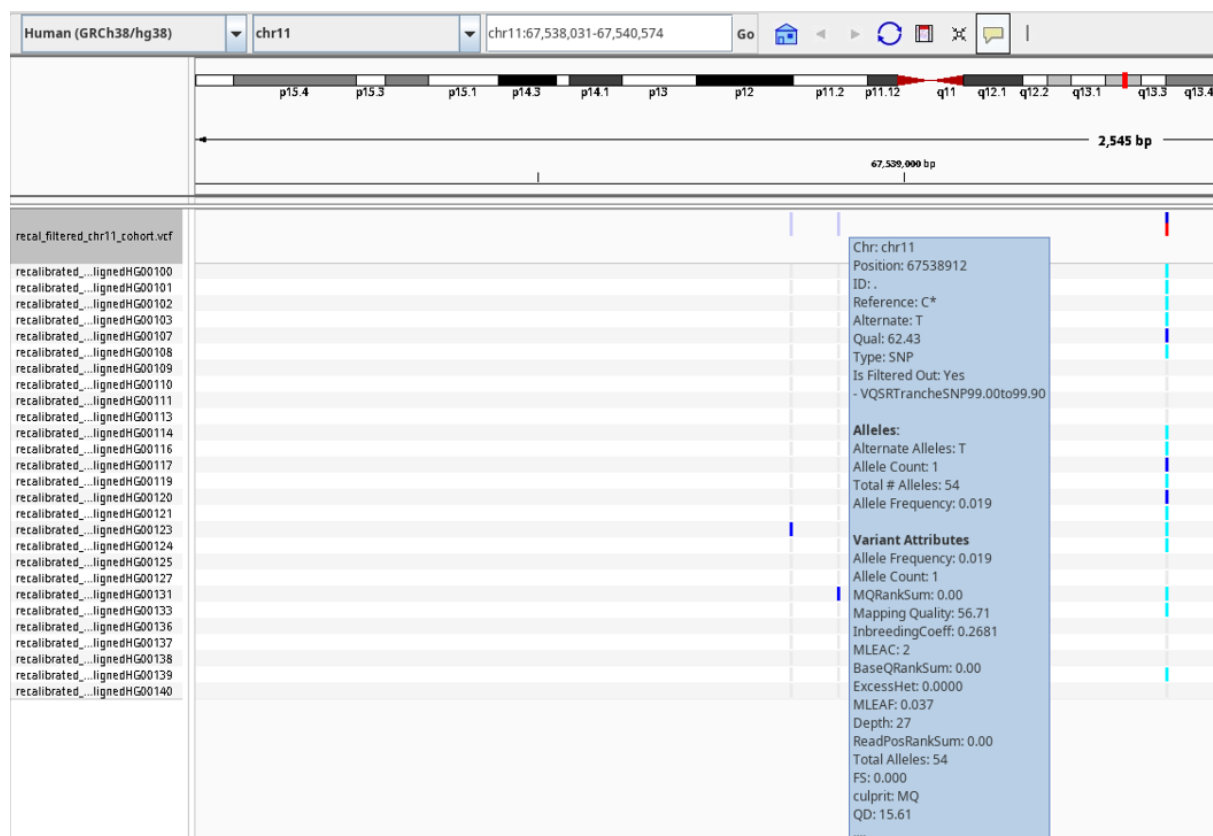 Human (GRCh38/hg38) chr11 chr11:67,538,031-67,540,574 Go
p15.4 p15.3 p15.1 p14.3 p14.1 p13 p12 p11.2 p11.12 q11 q12.1 q12.2 q13.1 q13.3 q13.4
2,545 bp
67,539,000 bp
recal_filtered_chr11_cohort.vcf
recalibrated_...lignedHG00100
recalibrated_...lignedHG00101
recalibrated_...lignedHG00102
recalibrated_...lignedHG00103
recalibrated_...lignedHG00107
recalibrated_...lignedHG00108
recalibrated_...lignedHG00109
recalibrated_...lignedHG00110
recalibrated_...lignedHG00111
recalibrated_...lignedHG00113
recalibrated_...lignedHG00114
recalibrated_...lignedHG00116
recalibrated_...lignedHG00117
recalibrated_...lignedHG00119
recalibrated_...lignedHG00120
recalibrated_...lignedHG00121
recalibrated_...lignedHG00123
recalibrated_...lignedHG00124
recalibrated_...lignedHG00125
recalibrated_...lignedHG00127
recalibrated_...lignedHG00131
recalibrated_...lignedHG00133
recalibrated_...lignedHG00136
recalibrated_...lignedHG00137
recalibrated_...lignedHG00138
recalibrated_...lignedHG00139
recalibrated_...lignedHG00140
Chr: chr11
Position: 67538912
ID: .
Reference: C*
Alternate: T
Qual: 62.43
Type: SNP
Is Filtered Out: Yes
- VQSRTrancheSNP99.00to99.90
Alleles:
Alternate Alleles: T
Allele Count: 1
Total # Alleles: 54
Allele Frequency: 0.019
Variant Attributes
Allele Frequency: 0.019
Allele Count: 1
MQRankSum: 0.00
Mapping Quality: 56.71
InbreedingCoeff: 0.2681
MLEAC: 2
BaseQRankSum: 0.00
ExcessHet: 0.0000
MLEAF: 0.037
Depth: 27
ReadPosRankSum: 0.00
Total Alleles: 54
FS: 0.000
culprit: MQ
QD: 15.61
....